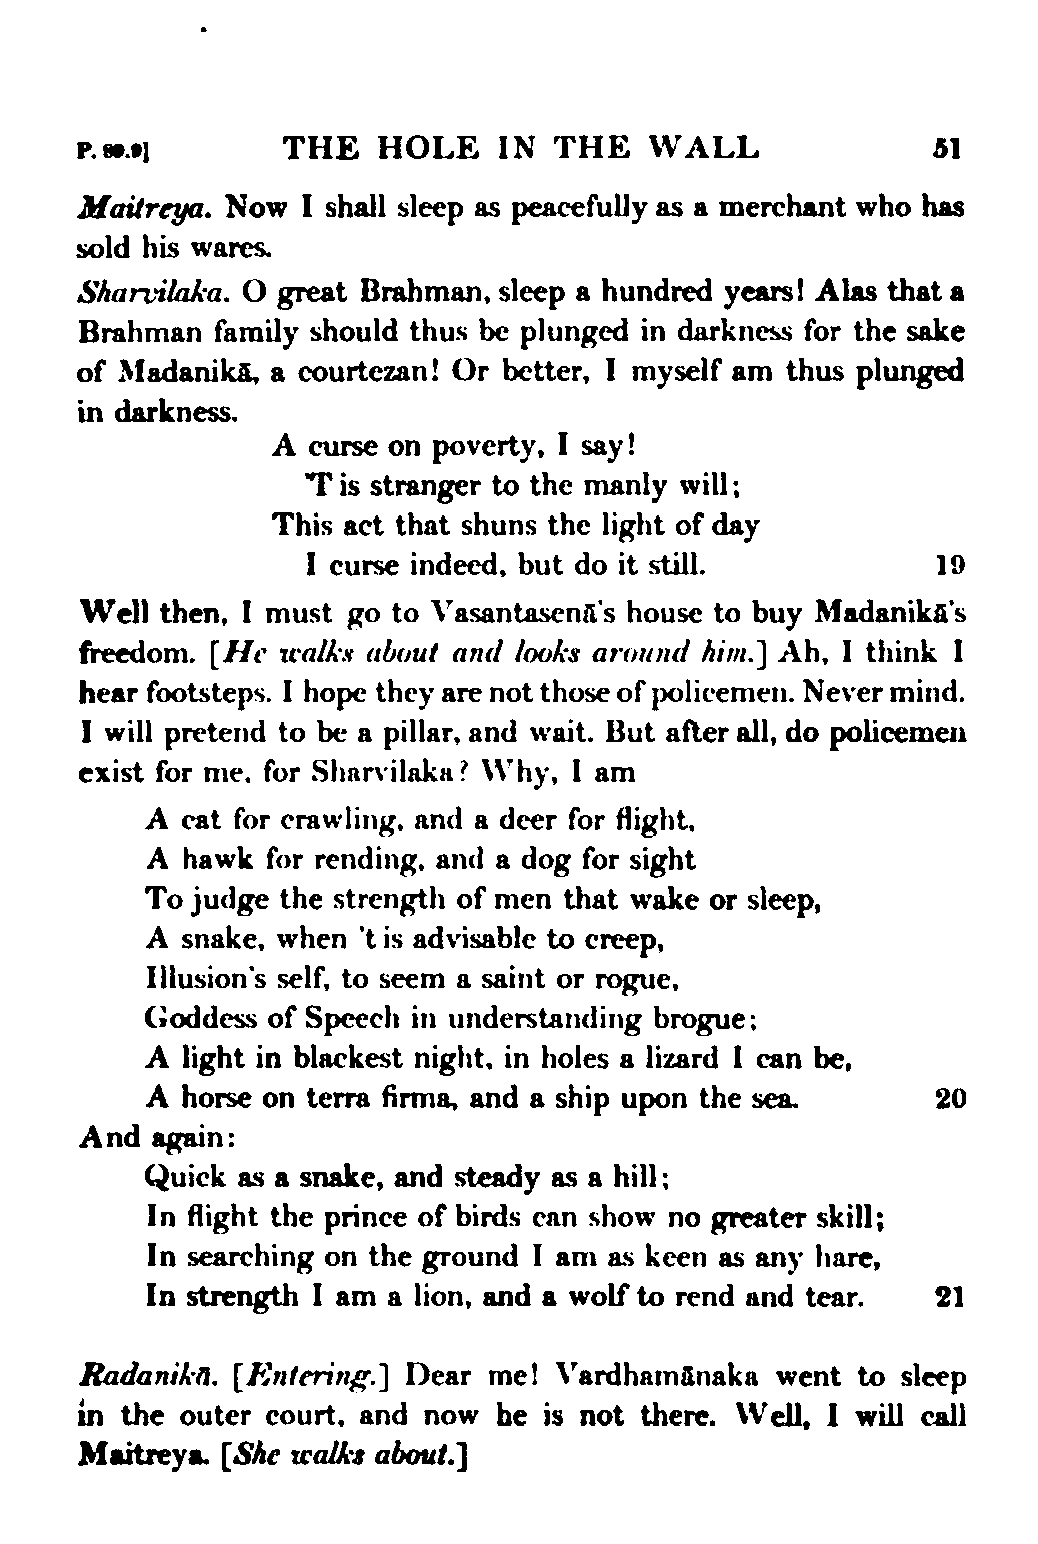 THE HOLE IN THE WALL 51
Maitreya. Now I shall sleep as peacefully as a merchant who has
sold his wares.
Sharvilaka. O great Brahman, sleep a hundred years! Alas that a
Brahman family should thus be plunged in darkness for the sake
of Madanikā, a courtezan! Or better, I myself am thus plunged
in darkness.
A curse on poverty, I say!
'T is stranger to the manly will;
This act that shuns the light of day
I curse indeed, but do it still. 19
Well then, I must go to Vasantasenā's house to buy Madanikā's
freedom. [He walks about and looks around him.] Ah, I think I
hear footsteps. I hope they are not those of policemen. Never mind.
I will pretend to be a pillar, and wait. But after all, do policemen
exist for me, for Sharvilaka? Why, I am
A cat for crawling, and a deer for flight,
A hawk for rending, and a dog for sight
To judge the strength of men that wake or sleep,
A snake, when 't is advisable to creep,
Illusion's self, to seem a saint or rogue,
Goddess of Speech in understanding brogue;
A light in blackest night, in holes a lizard I can be,
A horse on terra firma, and a ship upon the sea. 20
And again:
Quick as a snake, and steady as a hill;
In flight the prince of birds can show no greater skill;
In searching on the ground I am as keen as any hare,
In strength I am a lion, and a wolf to rend and tear. 21
Radanikā. [Entering.] Dear me! Vardhamānaka went to sleep
in the outer court, and now he is not there. Well, I will call
Maitreya. [She walks about.]